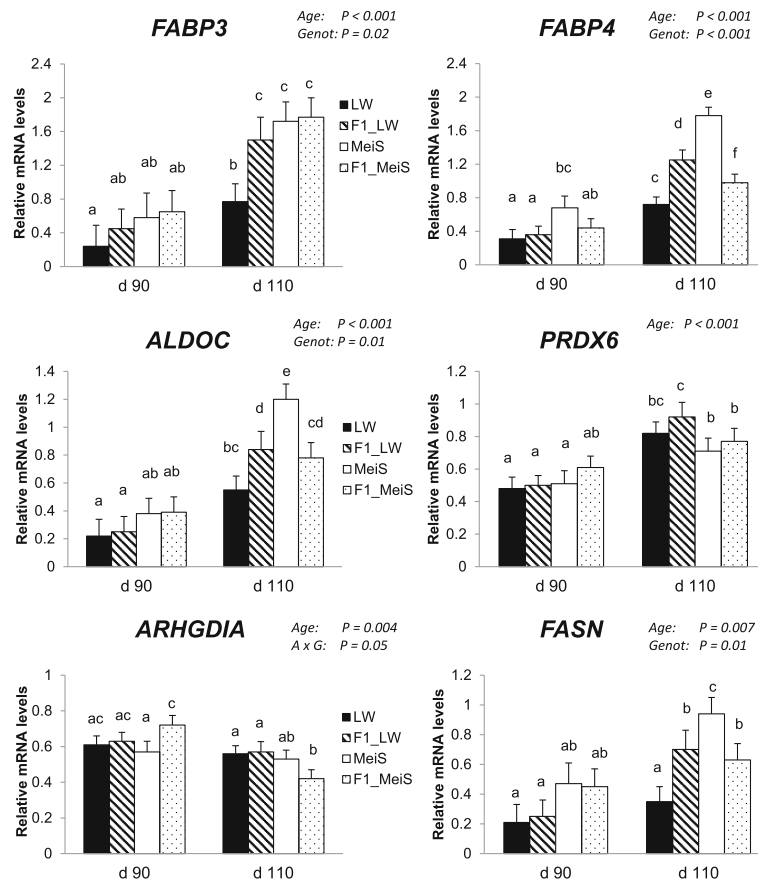 FABP3
Age: P < 0.001
Genot: P = 0.02
Relative mRNA levels
2.4
2
1.6
1.2
0.8
0.4
0
a
ab
ab
ab
b
c
c
c
d 90
d 110
LW
F1_LW
MeiS
F1_MeiS
FABP4
Age: P < 0.001
Genot: P < 0.001
Relative mRNA levels
2.4
2
1.6
1.2
0.8
0.4
0
a
a
bc
ab
c
d
e
f
d 90
d 110
ALDOC
Age: P < 0.001
Genot: P = 0.01
Relative mRNA levels
1.4
1.2
1
0.8
0.6
0.4
0.2
0
a
a
ab
ab
bc
d
e
cd
d 90
d 110
LW
F1_LW
MeiS
F1_MeiS
PRDX6
Age: P < 0.001
Relative mRNA levels
1.2
1
0.8
0.6
0.4
0.2
0
a
a
a
ab
bc
c
b
b
d 90
d 110
ARHGDIA
Age: P = 0.004
A x G: P = 0.05
Relative mRNA levels
1
0.8
0.6
0.4
0.2
0
ac
ac
a
c
a
a
ab
b
d 90
d 110
LW
F1_LW
MeiS
F1_MeiS
FASN
Age: P = 0.007
Genot: P = 0.01
Relative mRNA levels
1.2
1
0.8
0.6
0.4
0.2
0
a
a
ab
ab
a
b
c
b
d 90
d 110